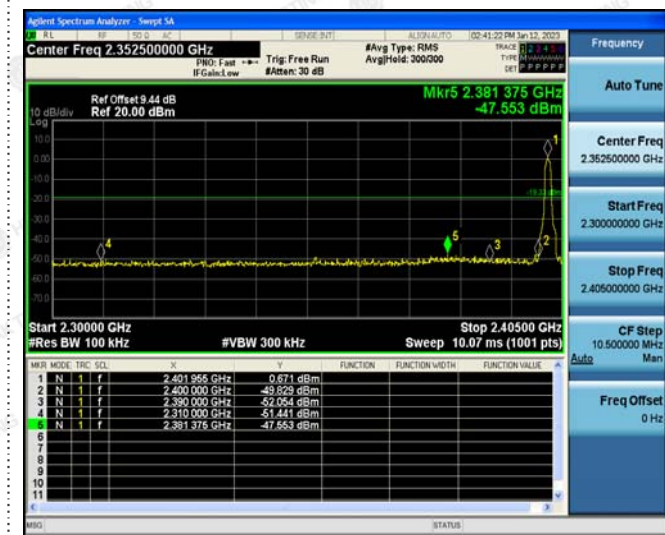 Agilent Spectrum Analyzer - Swept SA
RL RF 50 Ω AC SENSE:INT ALIGNAUTO 02:41:22 PM Jan 12, 2023
Center Freq 2.352500000 GHz
PNO: Fast Trig: Free Run
IFGain:Low #Atten: 30 dB
#Avg Type: RMS
Avg|Hold: 300/300
TRACE 1 2 3 4 5 6
TYPE
DET P P P P P P
Ref Offset 9.44 dB
Ref 20.00 dBm
10 dB/div
Log
Mkr5 2.381 375 GHz
-47.553 dBm
10.0
0.00
-10.0
-20.0
-30.0
-40.0
-50.0
-60.0
-70.0
1
2
3
4
5
Start 2.30000 GHz Stop 2.40500 GHz
#Res BW 100 kHz #VBW 300 kHz Sweep 10.07 ms (1001 pts)
MKR MODE TRC SCL X Y FUNCTION FUNCTION WIDTH FUNCTION VALUE
1 N 1 f 2.401 955 GHz 0.671 dBm
2 N 1 f 2.400 000 GHz -49.829 dBm
3 N 1 f 2.390 000 GHz -52.054 dBm
4 N 1 f 2.310 000 GHz -51.441 dBm
5 N 1 f 2.381 375 GHz -47.553 dBm
6
7
8
9
10
11
MSG STATUS
Frequency
Auto Tune
Center Freq
2.352500000 GHz
Start Freq
2.300000000 GHz
Stop Freq
2.405000000 GHz
CF Step
10.500000 MHz
Auto Man
Freq Offset
0 Hz